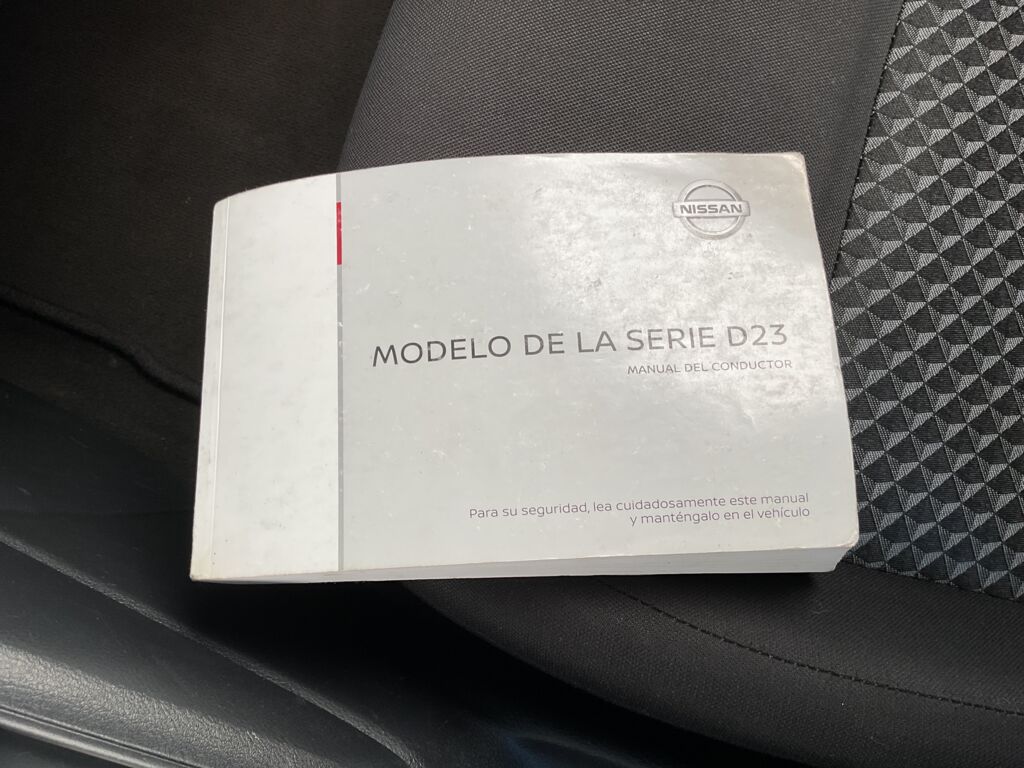 NISSAN
MODELO DE LA SERIE D23
MANUAL DEL CONDUCTOR
Para su seguridad, lea cuidadosamente este manual
y manténgalo en el vehículo